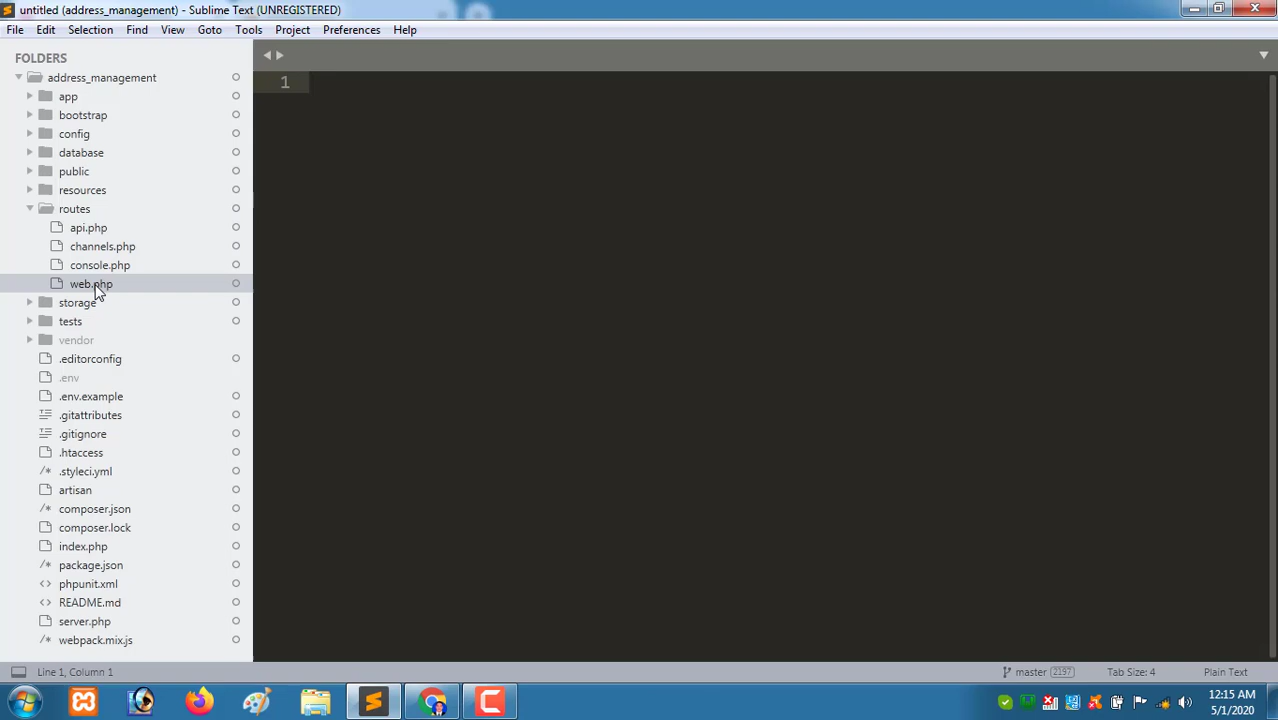 untitled (address_management) - Sublime Text (UNREGISTERED)
File Edit Selection Find View Goto Tools Project Preferences Help
FOLDERS
address_management
1
app
bootstrap
config
database
public
resources
routes
api.php
channels.php
console.php
web.php
storage
tests
vendor
.editorconfig
.env
.env.example
.gitattributes
.gitignore
.htaccess
/* .styleci.yml
artisan
/* composer.json
composer.lock
index.php
/* package.json
<> phpunit.xml
<> README.md
server.php
/* webpack.mix.js
Line 1, Column 1 master 2197 Tab Size: 4 Plain Text
12:15 AM
5/1/2020